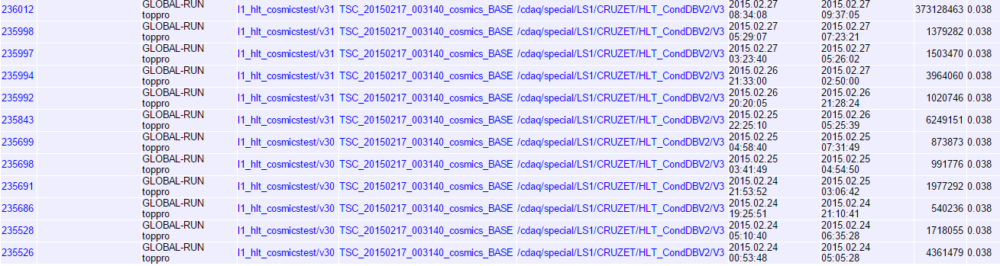 236012 GLOBAL-RUN toppro l1_hlt_cosmicstest/v31 TSC_20150217_003140_cosmics_BASE /cdaq/special/LS1/CRUZET/HLT_CondDBV2/V3 2015.02.27 08:34:08 2015.02.27 09:37:05 373128463 0.038
235998 GLOBAL-RUN toppro l1_hlt_cosmicstest/v31 TSC_20150217_003140_cosmics_BASE /cdaq/special/LS1/CRUZET/HLT_CondDBV2/V3 2015.02.27 05:29:07 2015.02.27 07:23:21 1379282 0.038
235997 GLOBAL-RUN toppro l1_hlt_cosmicstest/v31 TSC_20150217_003140_cosmics_BASE /cdaq/special/LS1/CRUZET/HLT_CondDBV2/V3 2015.02.27 03:23:40 2015.02.27 05:26:02 1503470 0.038
235994 GLOBAL-RUN toppro l1_hlt_cosmicstest/v31 TSC_20150217_003140_cosmics_BASE /cdaq/special/LS1/CRUZET/HLT_CondDBV2/V3 2015.02.26 21:33:00 2015.02.27 02:50:00 3964060 0.038
235992 GLOBAL-RUN toppro l1_hlt_cosmicstest/v31 TSC_20150217_003140_cosmics_BASE /cdaq/special/LS1/CRUZET/HLT_CondDBV2/V3 2015.02.26 20:20:05 2015.02.26 21:28:24 1020746 0.038
235843 GLOBAL-RUN toppro l1_hlt_cosmicstest/v31 TSC_20150217_003140_cosmics_BASE /cdaq/special/LS1/CRUZET/HLT_CondDBV2/V3 2015.02.25 22:25:10 2015.02.26 05:25:39 6249151 0.038
235699 GLOBAL-RUN toppro l1_hlt_cosmicstest/v30 TSC_20150217_003140_cosmics_BASE /cdaq/special/LS1/CRUZET/HLT_CondDBV2/V3 2015.02.25 04:58:40 2015.02.25 07:31:49 873873 0.038
235698 GLOBAL-RUN toppro l1_hlt_cosmicstest/v30 TSC_20150217_003140_cosmics_BASE /cdaq/special/LS1/CRUZET/HLT_CondDBV2/V3 2015.02.25 03:41:49 2015.02.25 04:54:50 991776 0.038
235691 GLOBAL-RUN toppro l1_hlt_cosmicstest/v30 TSC_20150217_003140_cosmics_BASE /cdaq/special/LS1/CRUZET/HLT_CondDBV2/V3 2015.02.24 21:53:52 2015.02.25 03:06:42 1977292 0.038
235686 GLOBAL-RUN toppro l1_hlt_cosmicstest/v30 TSC_20150217_003140_cosmics_BASE /cdaq/special/LS1/CRUZET/HLT_CondDBV2/V3 2015.02.24 19:25:51 2015.02.24 21:10:41 540236 0.038
235528 GLOBAL-RUN toppro l1_hlt_cosmicstest/v30 TSC_20150217_003140_cosmics_BASE /cdaq/special/LS1/CRUZET/HLT_CondDBV2/V3 2015.02.24 05:10:40 2015.02.24 06:35:28 1718055 0.038
235526 GLOBAL-RUN toppro l1_hlt_cosmicstest/v30 TSC_20150217_003140_cosmics_BASE /cdaq/special/LS1/CRUZET/HLT_CondDBV2/V3 2015.02.24 00:53:48 2015.02.24 05:05:28 4361479 0.038